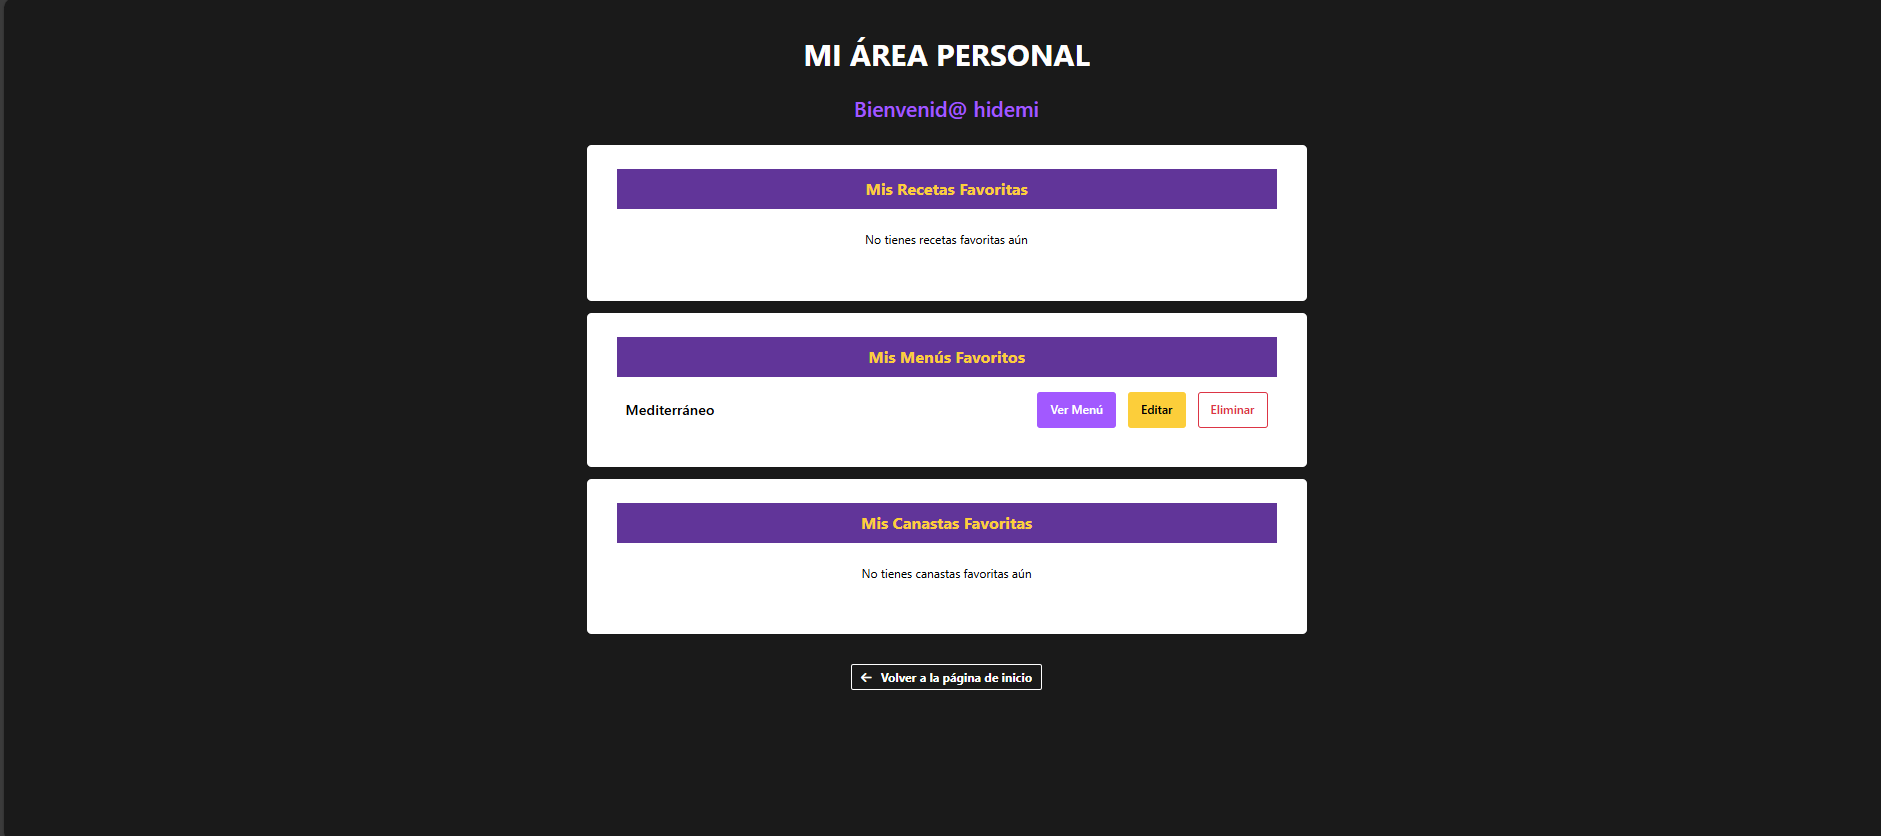 MI ÁREA PERSONAL
Bienvenid@ hidemi
Mis Recetas Favoritas
No tienes recetas favoritas aún
Mis Menús Favoritos
Mediterráneo Ver Menú Editar Eliminar
Mis Canastas Favoritas
No tienes canastas favoritas aún
Volver a la página de inicio